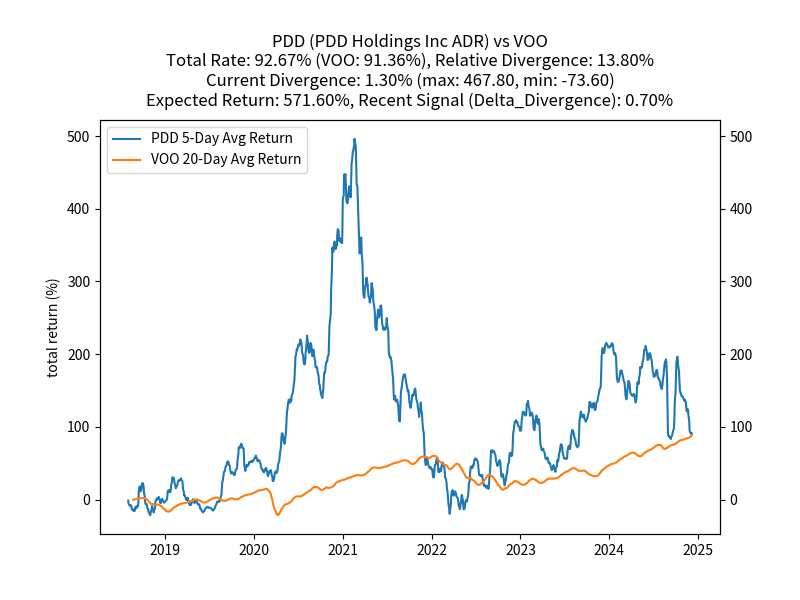 PDD (PDD Holdings Inc ADR) vs VOO
Total Rate: 92.67% (VOO: 91.36%), Relative Divergence: 13.80%
Current Divergence: 1.30% (max: 467.80, min: -73.60)
Expected Return: 571.60%, Recent Signal (Delta_Divergence): 0.70%
PDD 5-Day Avg Return
VOO 20-Day Avg Return
total return (%)
500
400
300
200
100
0
500
400
300
200
100
0
2019 2020 2021 2022 2023 2024 2025